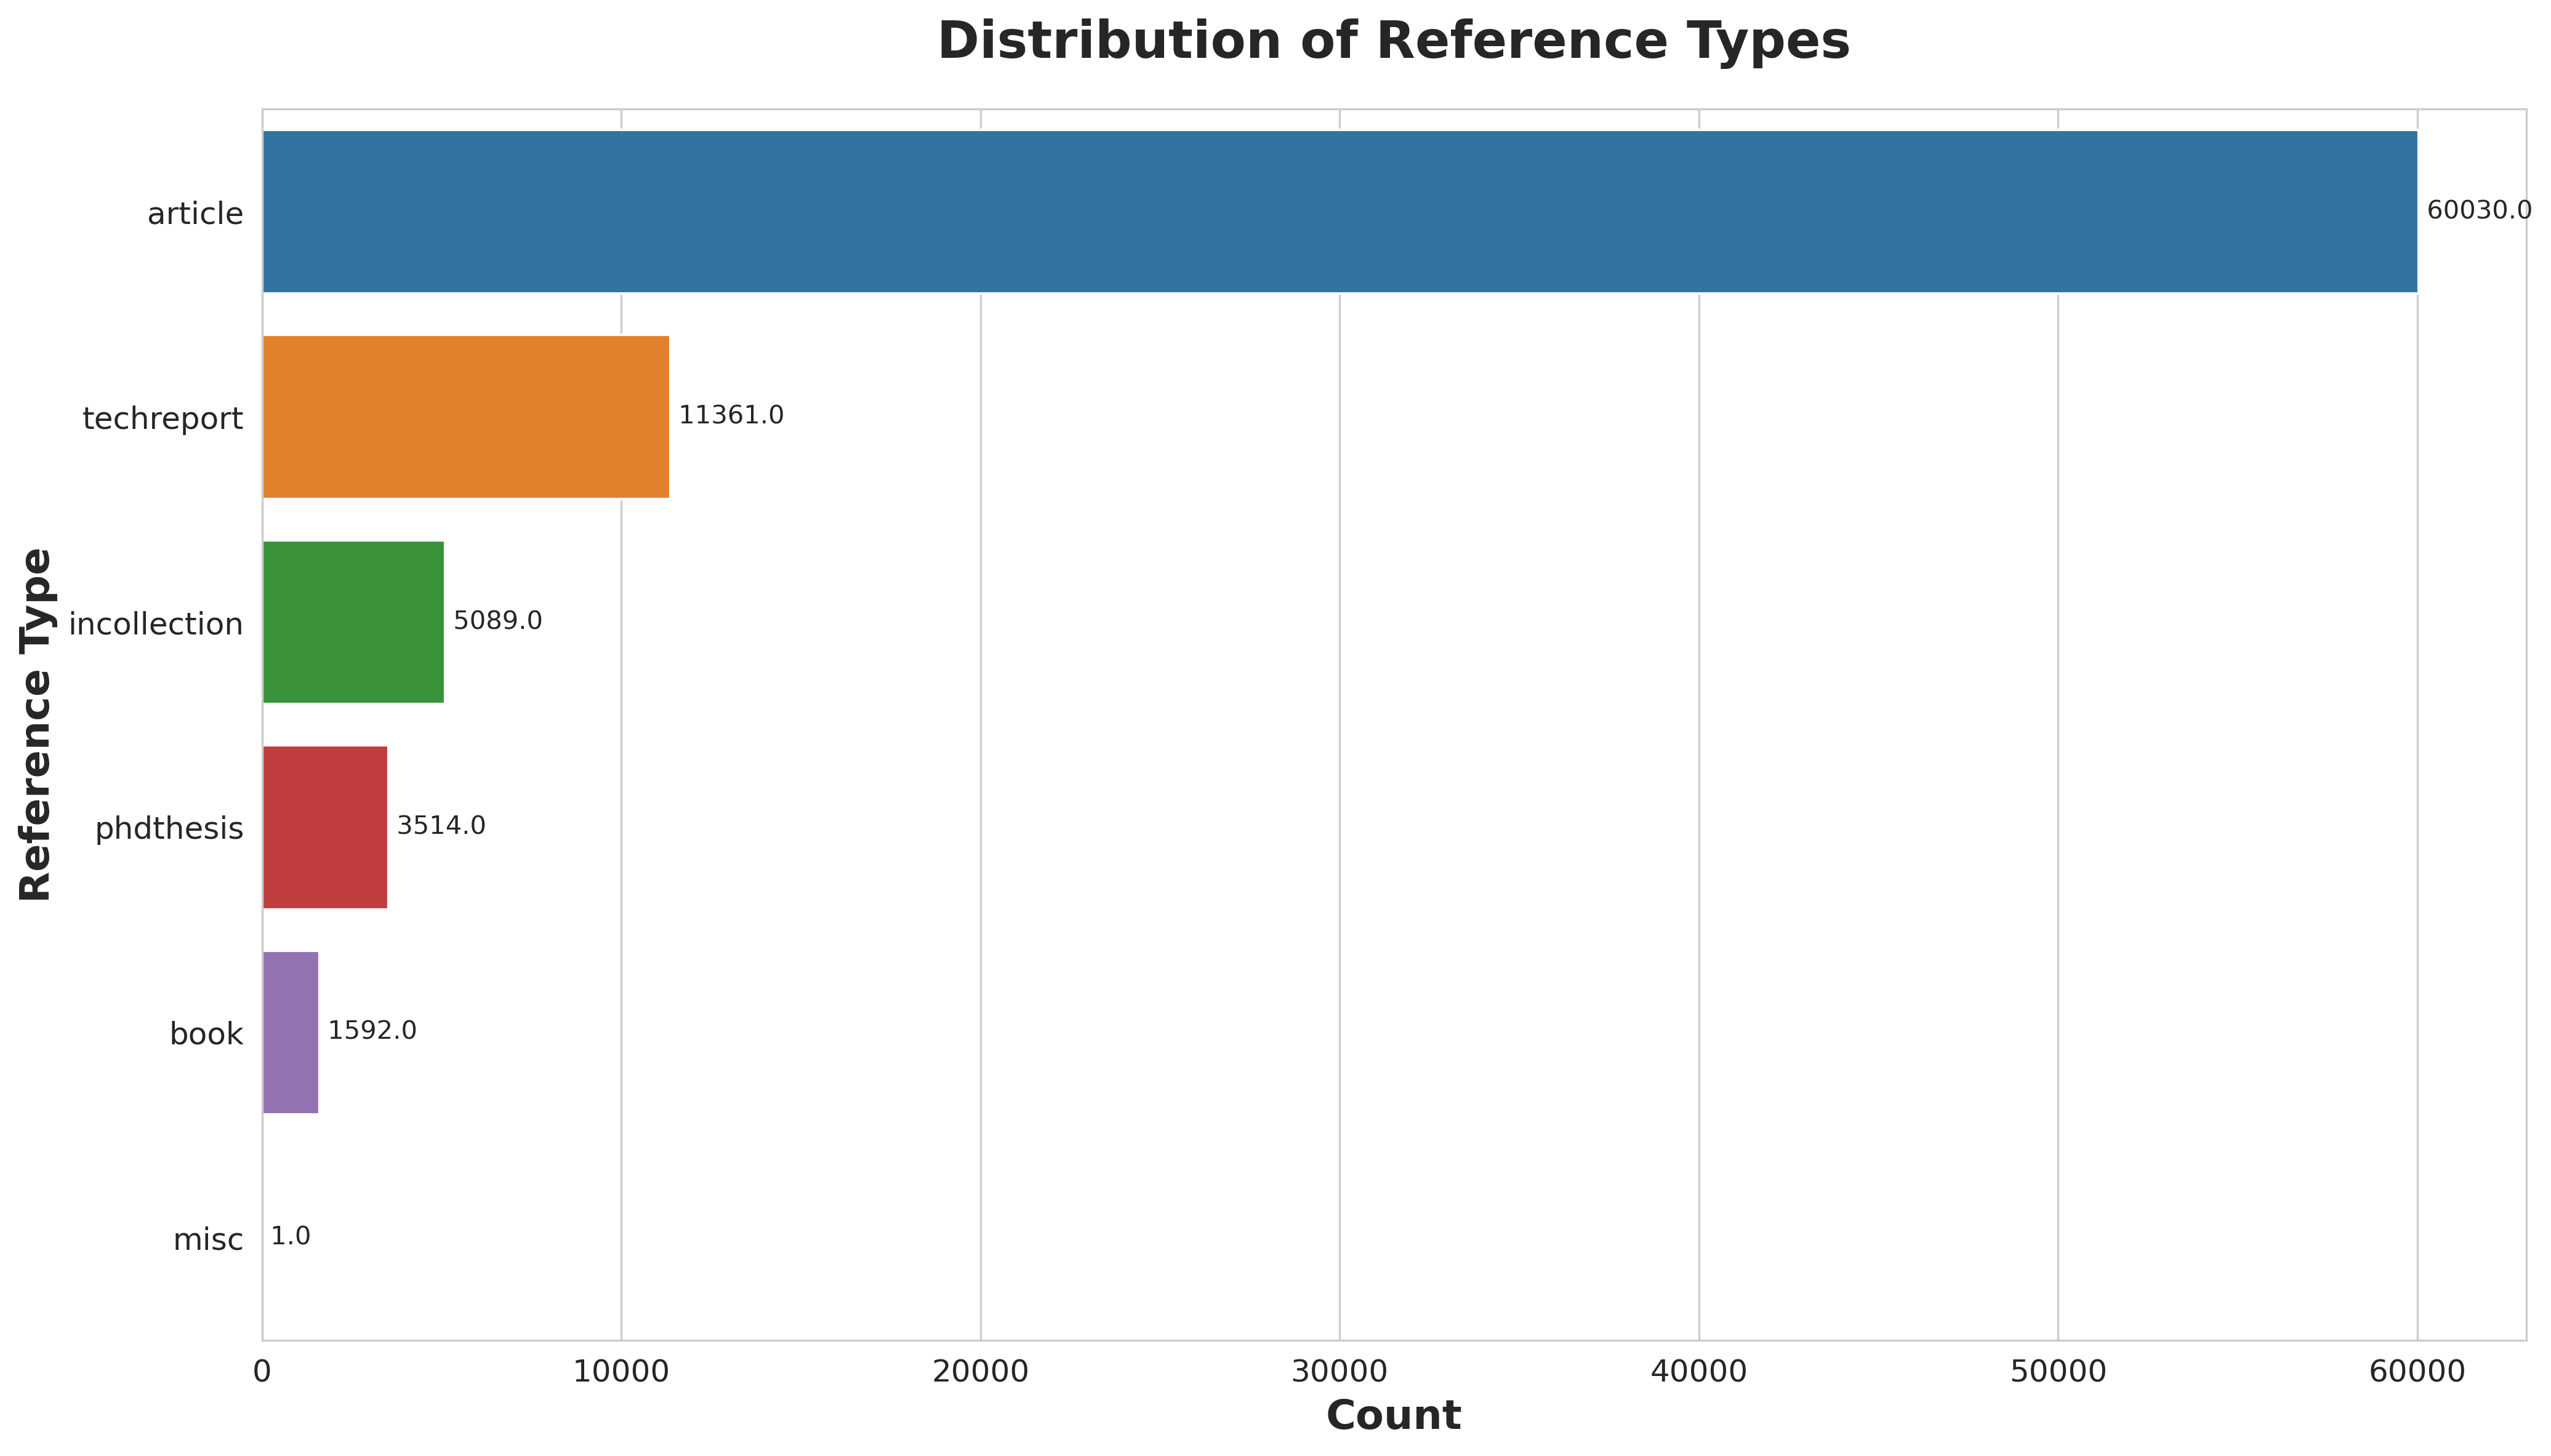 Distribution of Reference Types
Reference Type
article
60030.0
techreport
11361.0
incollection
5089.0
phdthesis
3514.0
book
1592.0
misc
1.0
0 10000 20000 30000 40000 50000 60000
Count